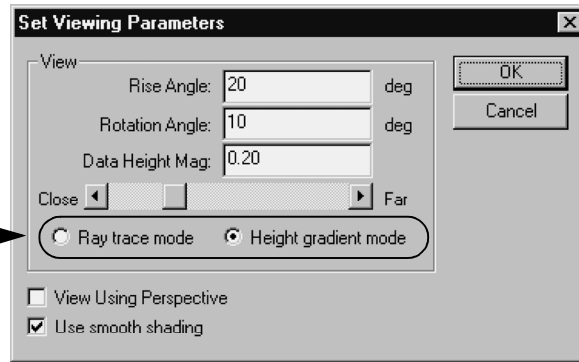 Set Viewing Parameters
View
Rise Angle: 20 deg
Rotation Angle: 10 deg
Data Height Mag: 0.20
Close Far
Ray trace mode Height gradient mode
View Using Perspective
Use smooth shading
OK
Cancel